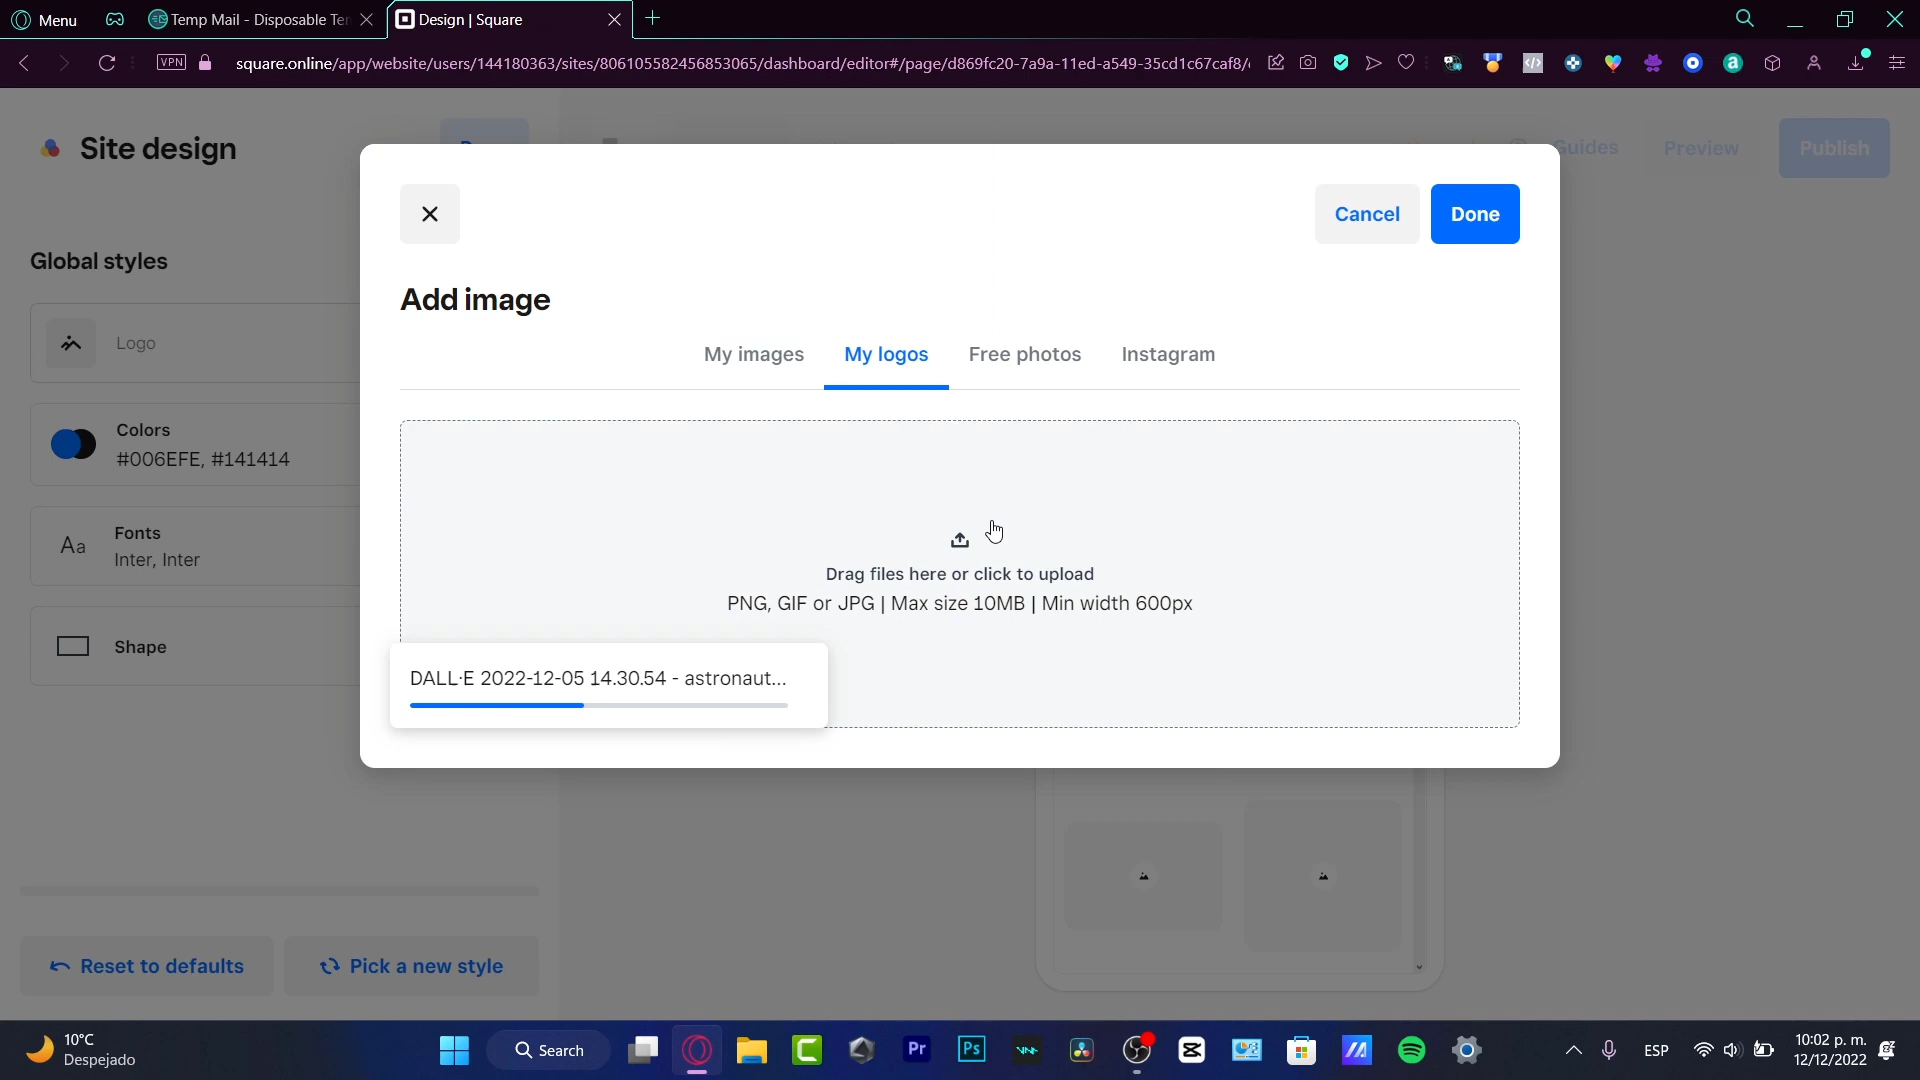 Menu
Temp Mail - Disposable Te
Design | Square
VPN
square.online/app/website/users/144180363/sites/806105582456853065/dashboard/editor#/page/d869fc20-7a9a-11ed-a549-35cd1c67caf8/
Site design
Guides
Preview
Publish
Cancel
Done
Global styles
Add image
Logo
My images
My logos
Free photos
Instagram
Colors
#006EFE, #141414
Fonts
Aa
Inter, Inter
Drag files here or click to upload
PNG, GIF or JPG | Max size 10MB | Min width 600px
Shape
DALL·E 2022-12-05 14.30.54 - astronaut...
Reset to defaults
Pick a new style
10°C
Despejado
Search
Pr
Ps
ESP
10:02 p. m.
12/12/2022